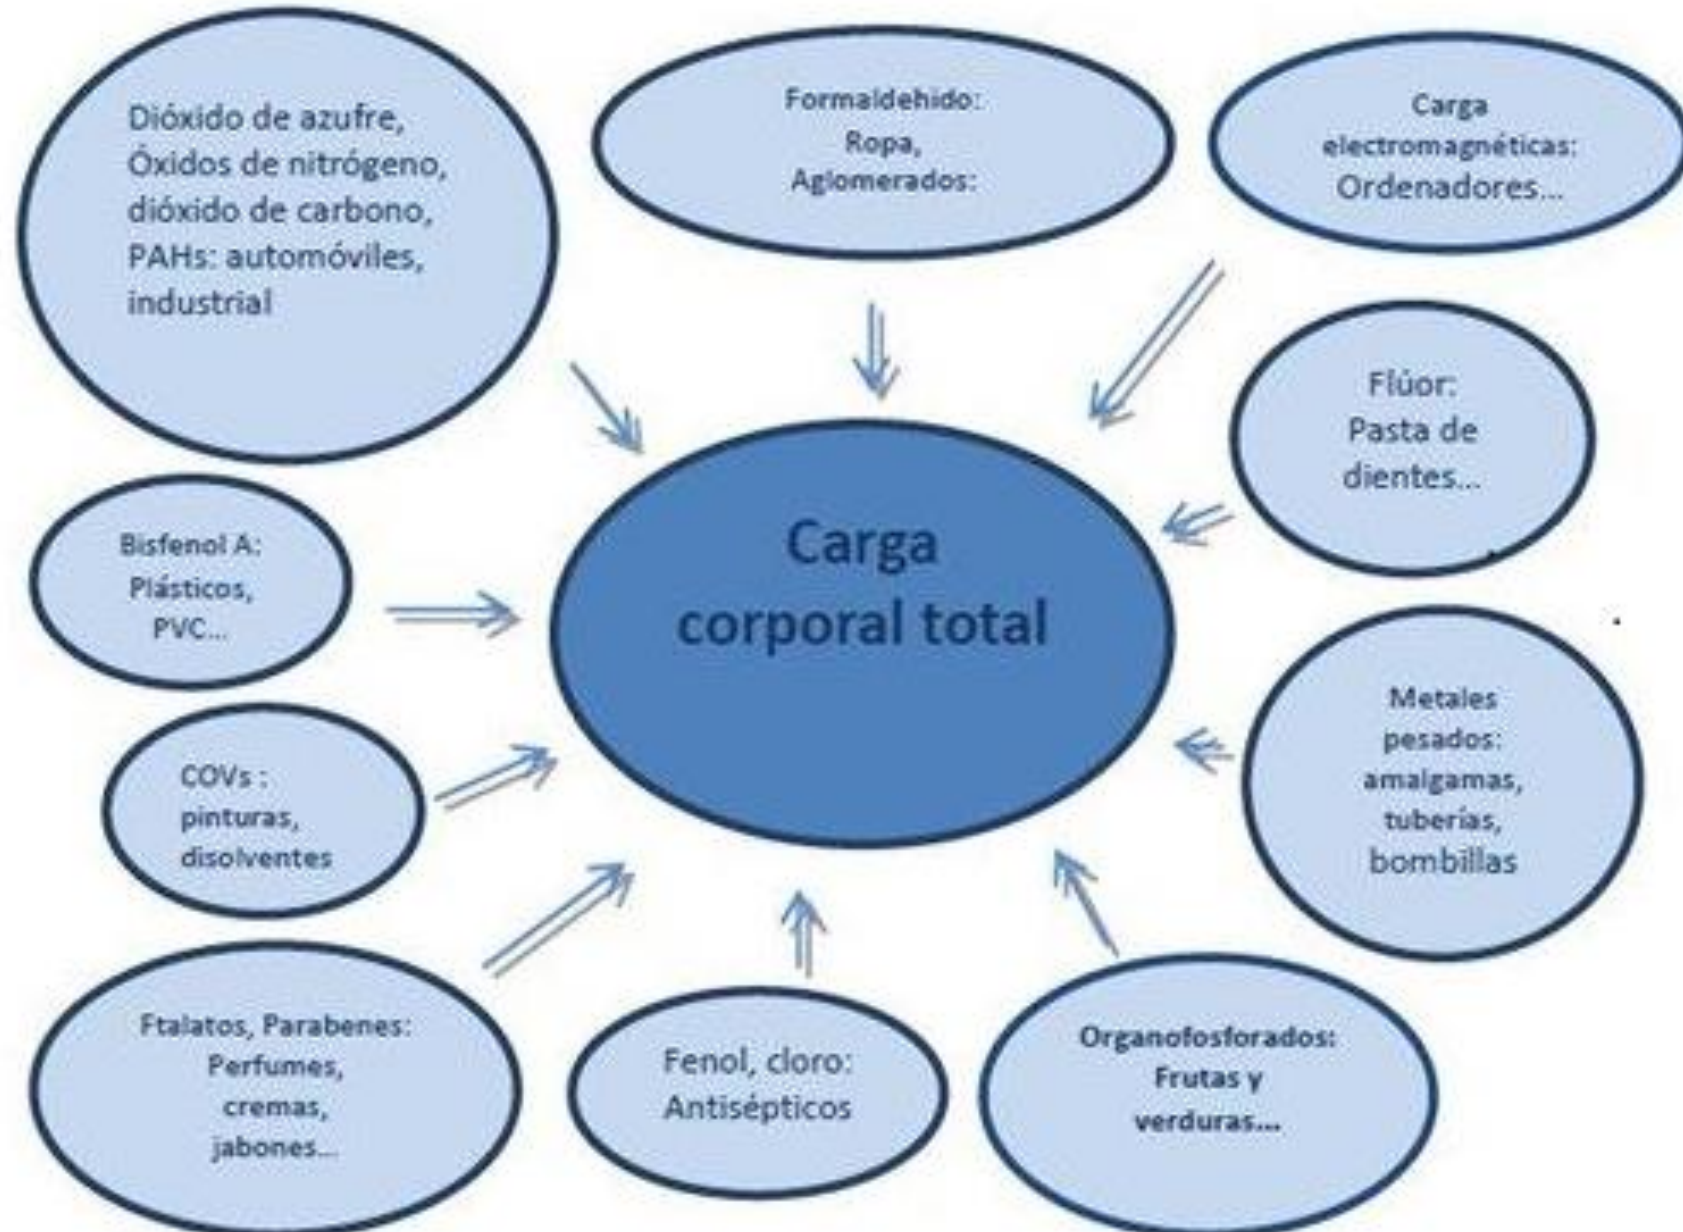 Dióxido de azufre,
Óxidos de nitrógeno,
dióxido de carbono,
PAHs: automóviles,
industrial
Formaldehido:
Ropa,
Aglomerados:
Carga
electromagnéticas:
Ordenadores...
Flúor:
Pasta de
dientes...
Bisfenol A:
Plásticos,
PVC...
Carga
corporal total
Metales
pesados:
amalgamas,
tuberías,
bombillas
COVs :
pinturas,
disolventes
Ftalatos, Parabenes:
Perfumes,
cremas,
jabones...
Fenol, cloro:
Antisépticos
Organofosforados:
Frutas y
verduras...